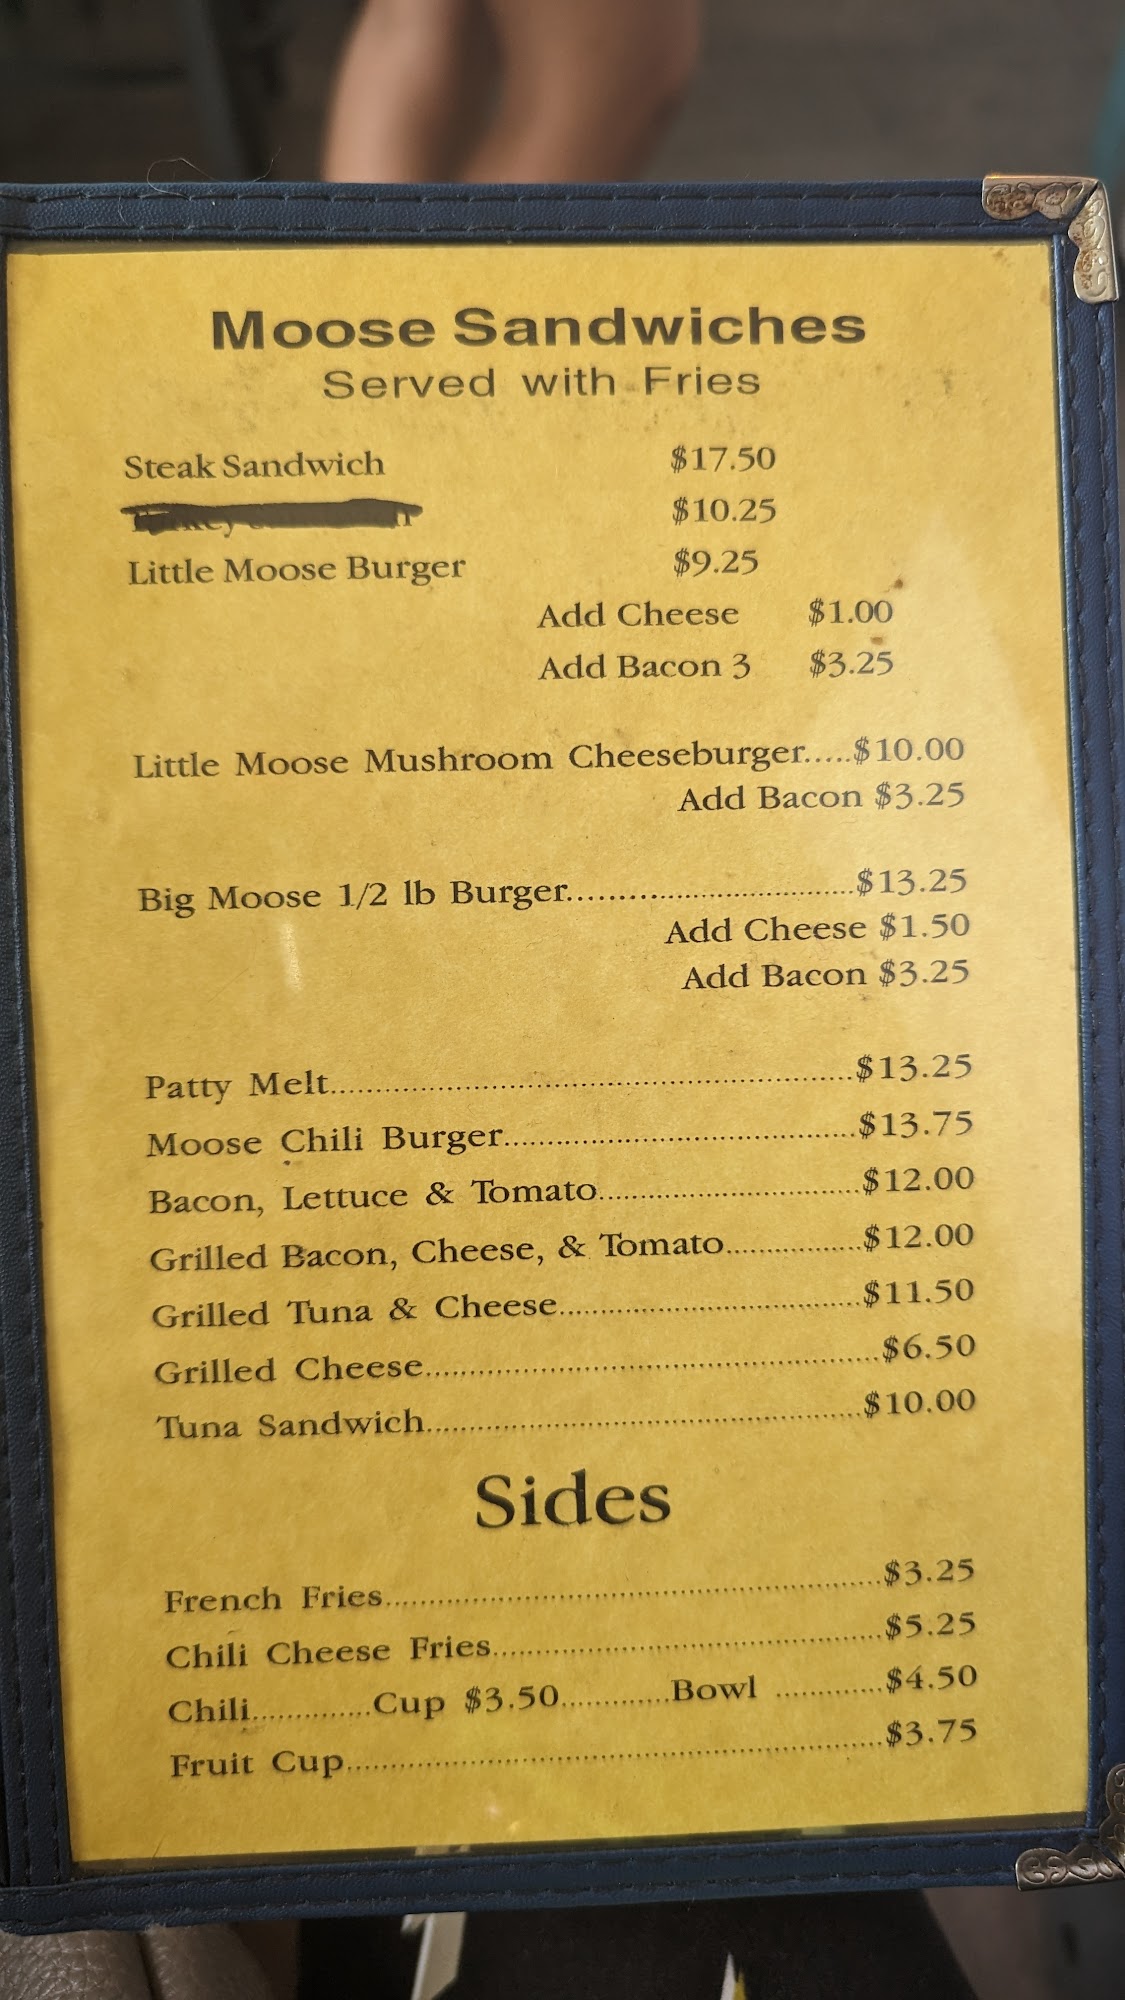 Moose Sandwiches
Served with Fries
Steak Sandwich $17.50
$10.25
Little Moose Burger $9.25
Add Cheese $1.00
Add Bacon 3 $3.25
Little Moose Mushroom Cheeseburger.....$10.00
Add Bacon $3.25
Big Moose 1/2 lb Burger................................$13.25
Add Cheese $1.50
Add Bacon $3.25
Patty Melt................................................................$13.25
Moose Chili Burger...........................................$13.75
Bacon, Lettuce & Tomato................................$12.00
Grilled Bacon, Cheese, & Tomato................$12.00
Grilled Tuna & Cheese.....................................$11.50
Grilled Cheese.......................................................$6.50
Tuna Sandwich.....................................................$10.00
Sides
French Fries............................................................$3.25
Chili Cheese Fries...............................................$5.25
Chili..............Cup $3.50.............Bowl .............$4.50
Fruit Cup.................................................................$3.75